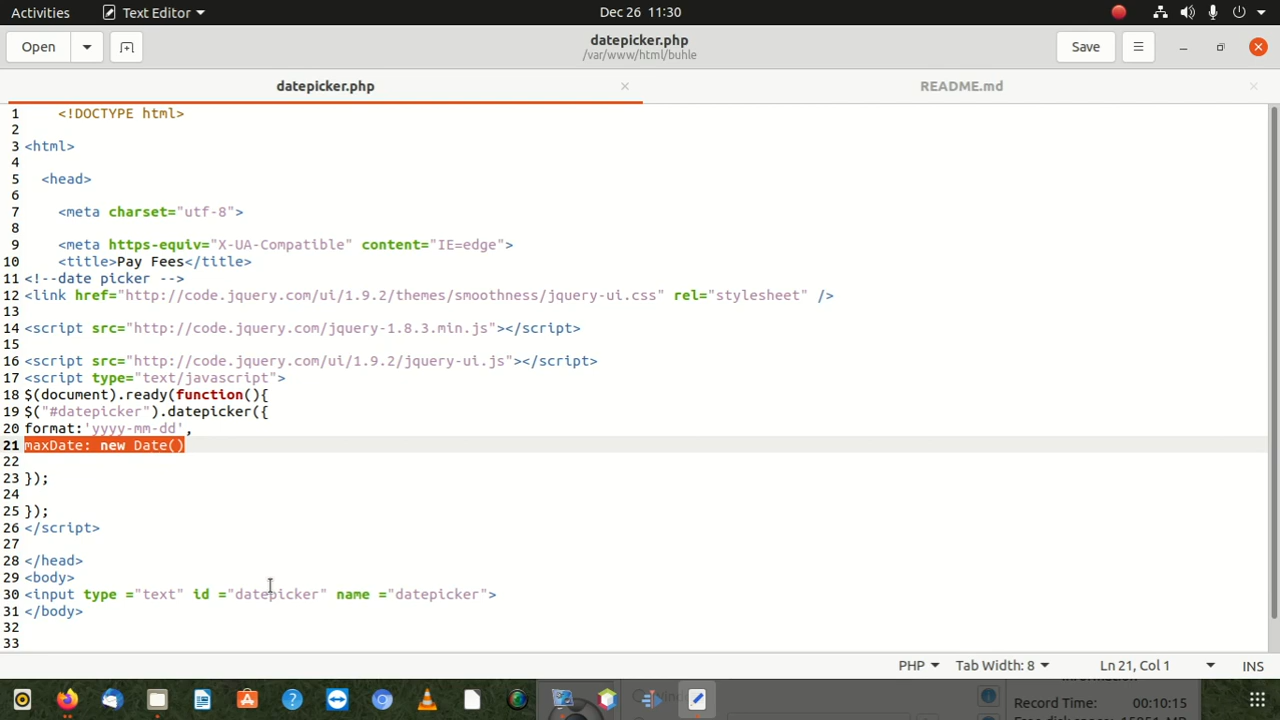 Activities Text Editor Dec 26 11:30
Open datepicker.php Save
/var/www/html/buhle
datepicker.php README.md
1 <!DOCTYPE html>
2
3 <html>
4
5 <head>
6
7 <meta charset="utf-8">
8
9 <meta https-equiv="X-UA-Compatible" content="IE=edge">
10 <title>Pay Fees</title>
11 <!--date picker -->
12 <link href="http://code.jquery.com/ui/1.9.2/themes/smoothness/jquery-ui.css" rel="stylesheet" />
13
14 <script src="http://code.jquery.com/jquery-1.8.3.min.js"></script>
15
16 <script src="http://code.jquery.com/ui/1.9.2/jquery-ui.js"></script>
17 <script type="text/javascript">
18 $(document).ready(function(){
19 $("#datepicker").datepicker({
20 format:'yyyy-mm-dd',
21 maxDate: new Date()
22
23 });
24
25 });
26 </script>
27
28 </head>
29 <body>
30 <input type ="text" id ="datepicker" name ="datepicker">
31 </body>
32
33
PHP Tab Width: 8 Ln 21, Col 1 INS
Record Time: 00:10:15